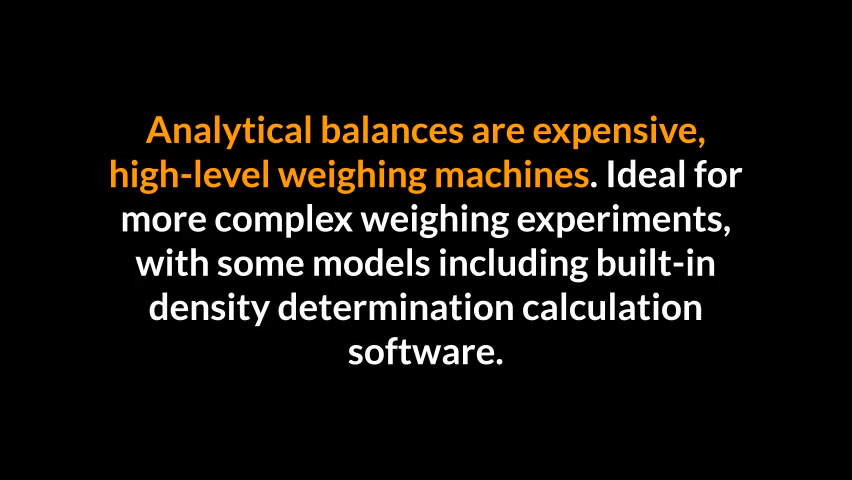 Analytical balances are expensive,
high-level weighing machines. Ideal for
more complex weighing experiments,
with some models including built-in
density determination calculation
software.